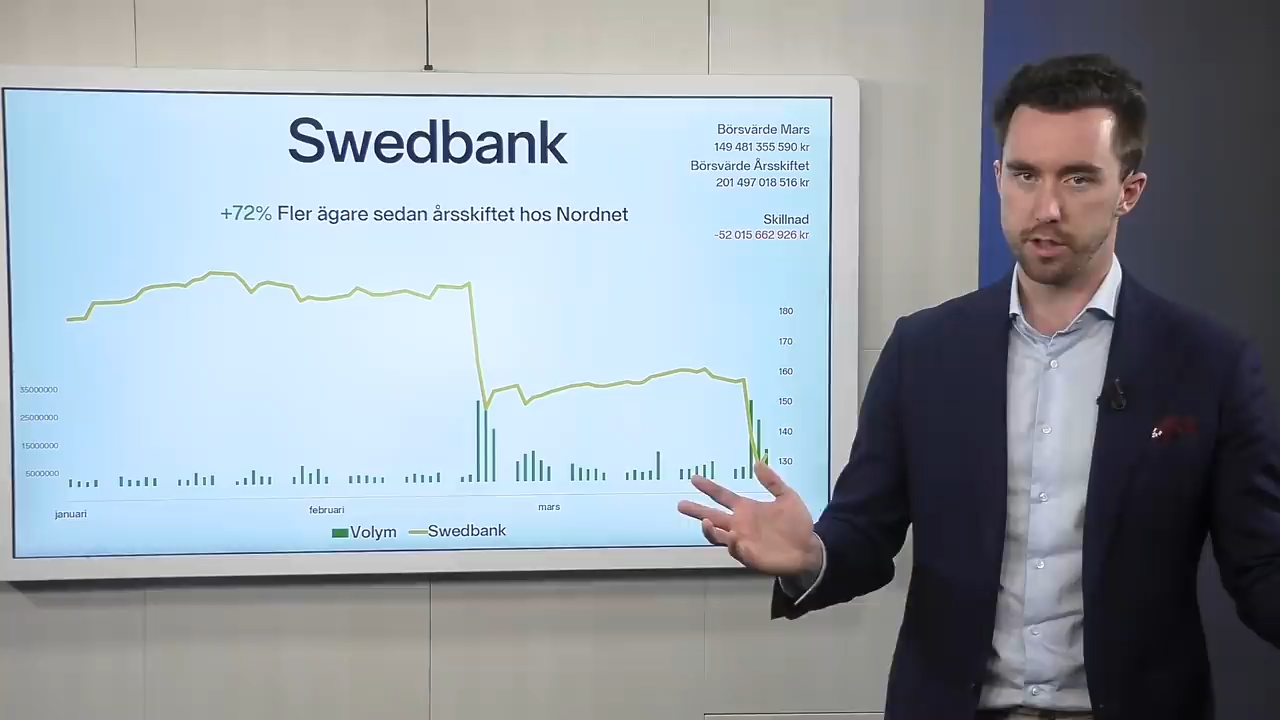 Swedbank
Börsvärde Mars
149 481 355 590 kr
Börsvärde Årsskiftet
201 497 018 516 kr
+72% Fler ägare sedan årsskiftet hos Nordnet
Skillnad
-52 015 662 926 kr
180
170
160
150
140
130
35000000
25000000
15000000
5000000
januari
februari
mars
Volym
Swedbank